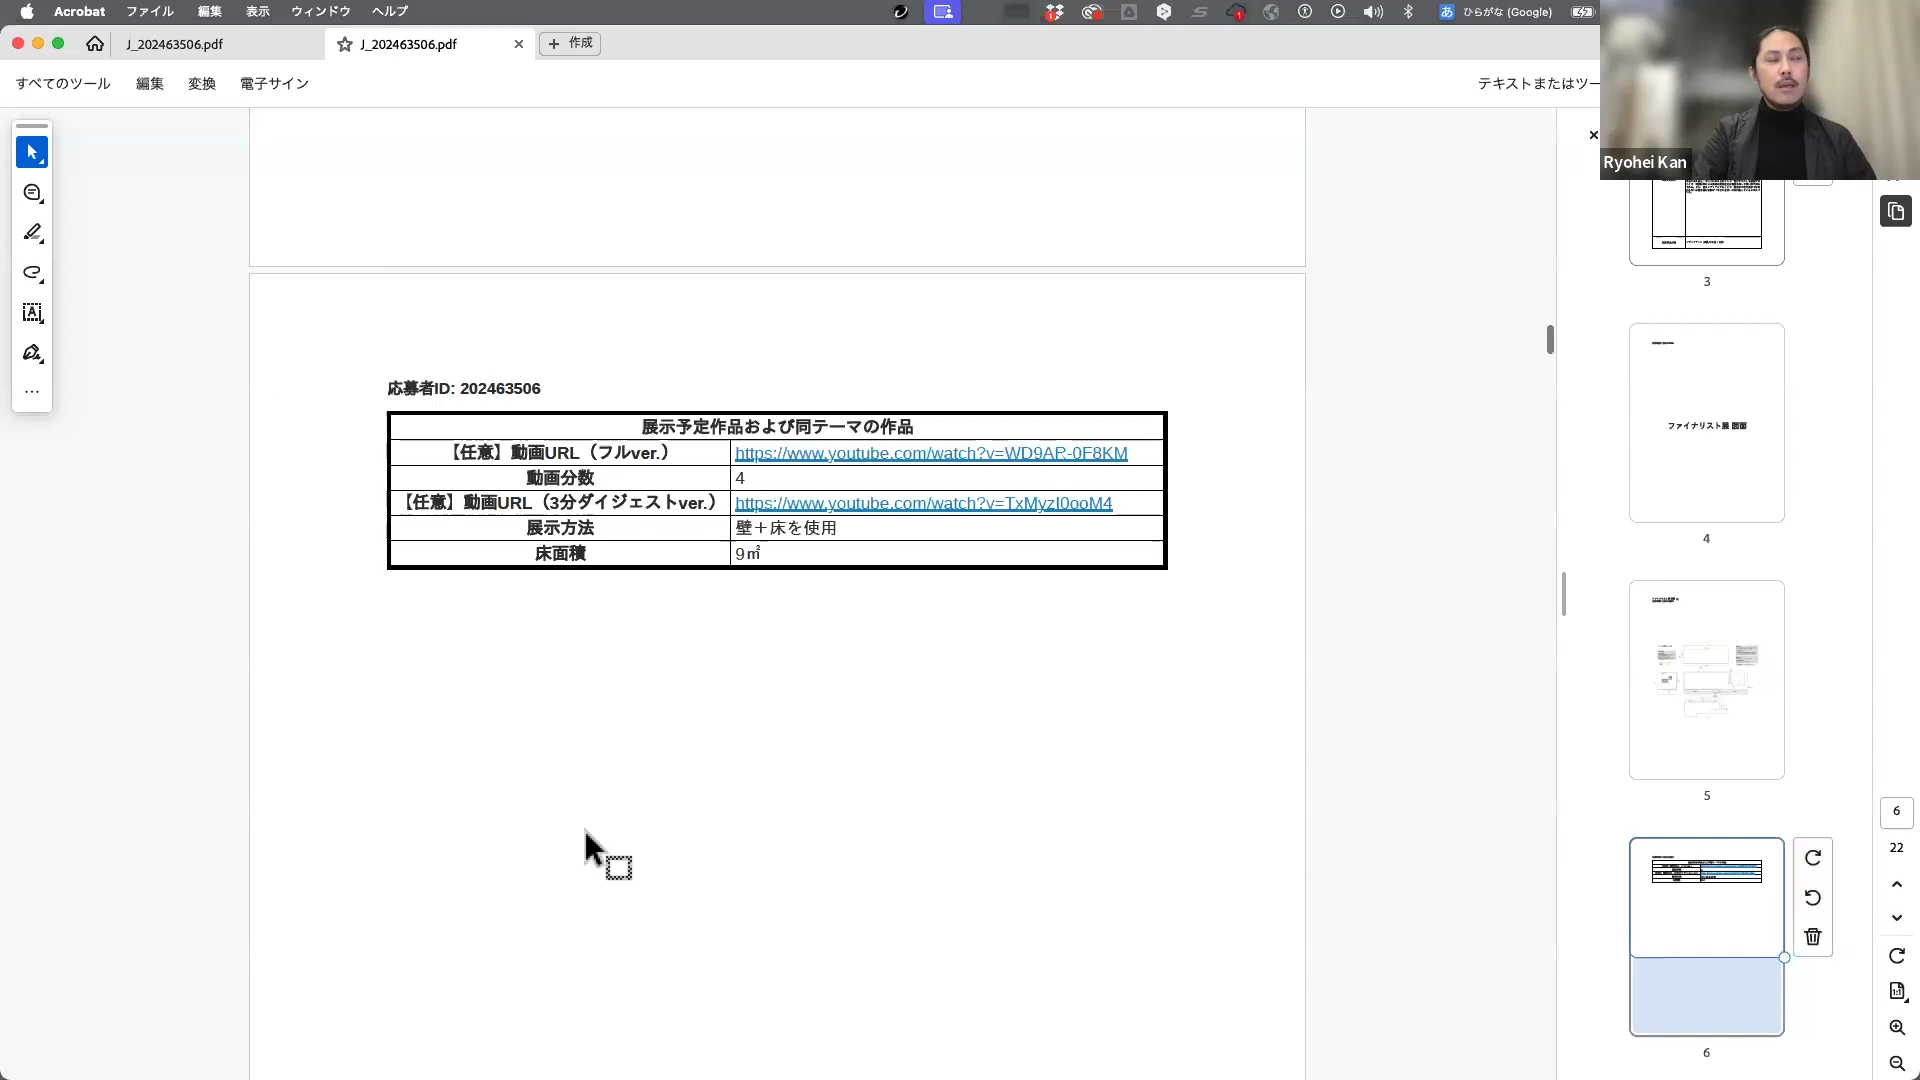 Acrobat ファイル 編集 表示 ウィンドウ ヘルプ
あ ひらがな (Google)
J_202463506.pdf
J_202463506.pdf
作成
すべてのツール 編集 変換 電子サイン
テキストまたはツー
Ryohei Kan
応募者ID: 202463506
展示予定作品および同テーマの作品
【任意】動画URL（フルver.） https://www.youtube.com/watch?v=WD9AR-0F8KM
動画分数 4
【任意】動画URL（3分ダイジェストver.） https://www.youtube.com/watch?v=TxMyzI0ooM4
展示方法 壁＋床を使用
床面積 9㎡
3
ファイナリスト展 図面
4
5
6
6
22